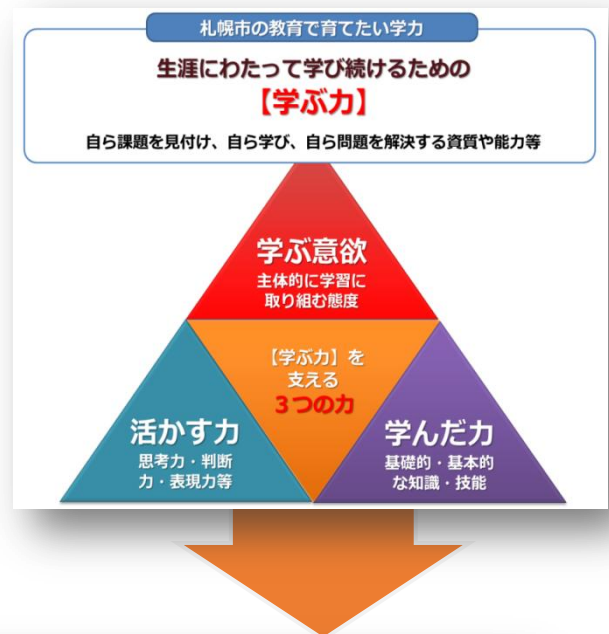 札幌市の教育で育てたい学力
生涯にわたって学び続けるための
【学ぶ力】
自ら課題を見付け、自ら学び、自ら問題を解決する資質や能力等
学ぶ意欲
主体的に学習に
取り組む態度
【学ぶ力】を
支える
3つの力
活かす力
思考力・判断
力・表現力等
学んだ力
基礎的・基本的
な知識・技能